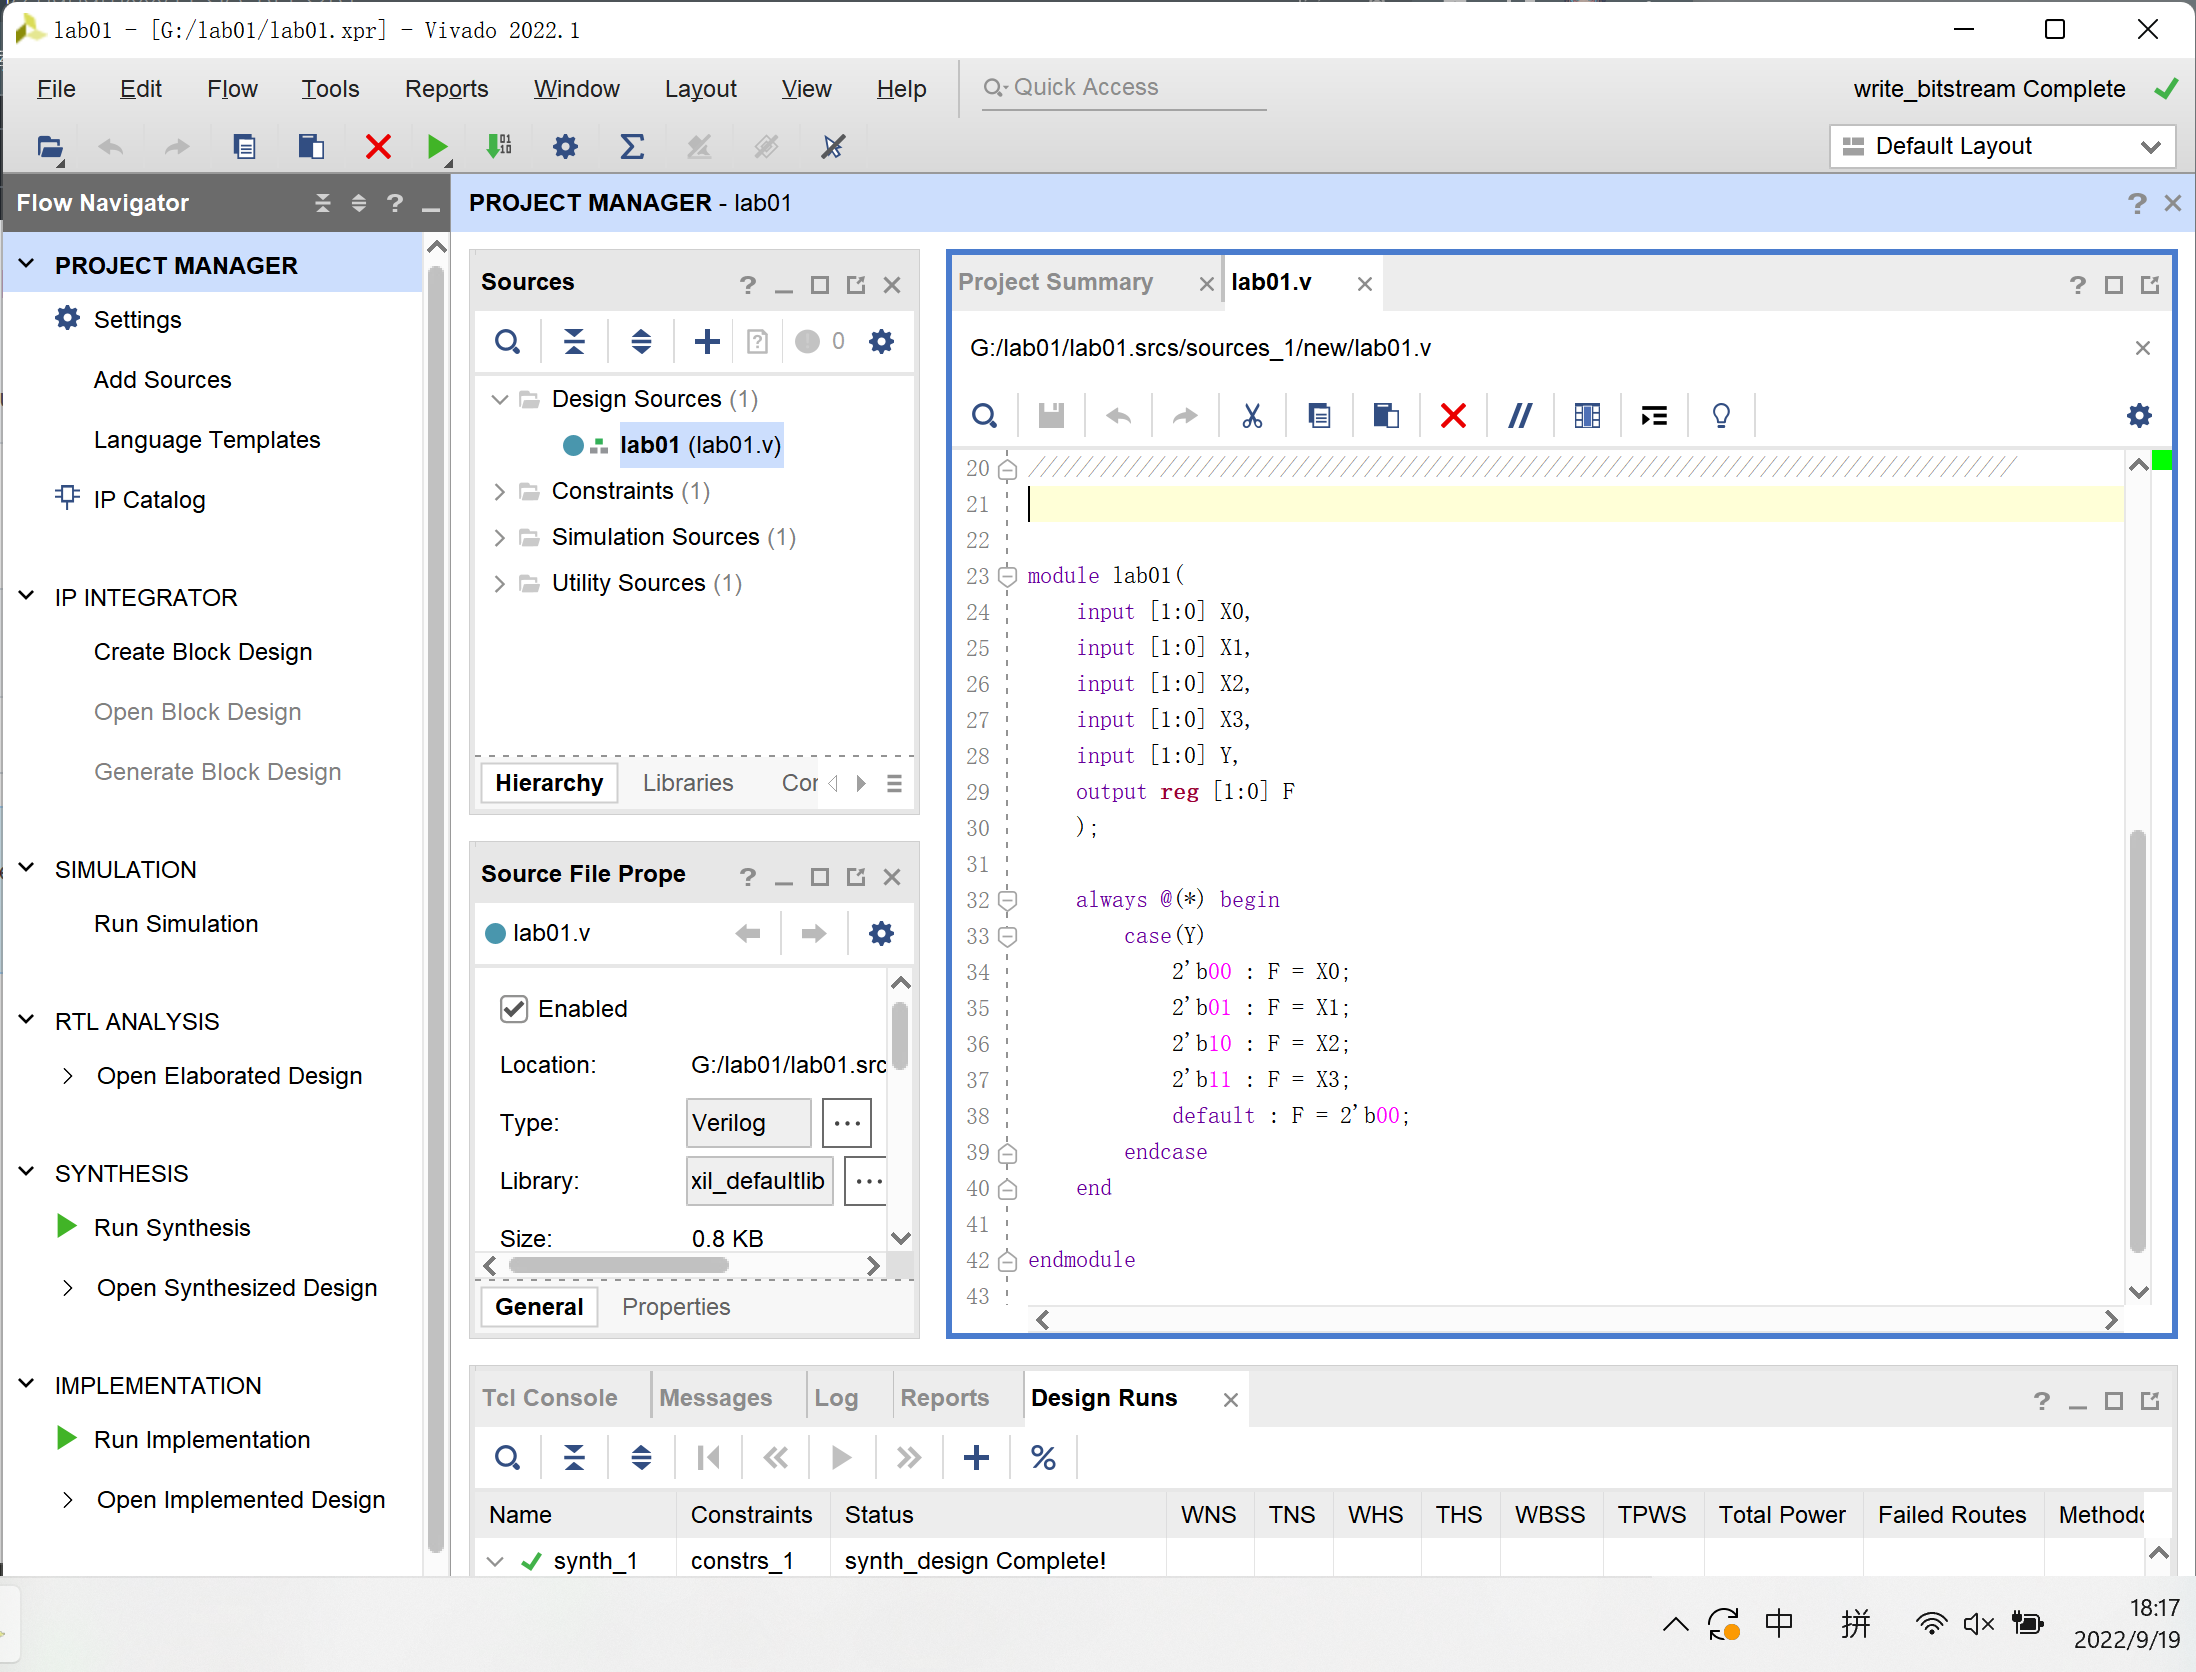 lab01 - [G:/lab01/lab01.xpr] - Vivado 2022.1
File Edit Flow Tools Reports Window Layout View Help Quick Access write_bitstream Complete
Default Layout
Flow Navigator
PROJECT MANAGER - lab01
PROJECT MANAGER
Settings
Add Sources
Language Templates
IP Catalog
IP INTEGRATOR
Create Block Design
Open Block Design
Generate Block Design
SIMULATION
Run Simulation
RTL ANALYSIS
Open Elaborated Design
SYNTHESIS
Run Synthesis
Open Synthesized Design
IMPLEMENTATION
Run Implementation
Open Implemented Design
Sources
0
Design Sources (1)
lab01 (lab01.v)
Constraints (1)
Simulation Sources (1)
Utility Sources (1)
Hierarchy Libraries Cor
Source File Prope
lab01.v
Enabled
Location: G:/lab01/lab01.src
Type: Verilog ...
Library: xil_defaultlib ...
Size: 0.8 KB
General Properties
Project Summary lab01.v
G:/lab01/lab01.srcs/sources_1/new/lab01.v
20 //////////////////////////////////////////////////////////////////////////////////
21
22
23 module lab01(
24 input [1:0] X0,
25 input [1:0] X1,
26 input [1:0] X2,
27 input [1:0] X3,
28 input [1:0] Y,
29 output reg [1:0] F
30 );
31
32 always @(*) begin
33 case(Y)
34 2'b00 : F = X0;
35 2'b01 : F = X1;
36 2'b10 : F = X2;
37 2'b11 : F = X3;
38 default : F = 2'b00;
39 endcase
40 end
41
42 endmodule
43
Tcl Console Messages Log Reports Design Runs
Name Constraints Status WNS TNS WHS THS WBSS TPWS Total Power Failed Routes Methodo
synth_1 constrs_1 synth_design Complete!
中 拼 18:17
2022/9/19